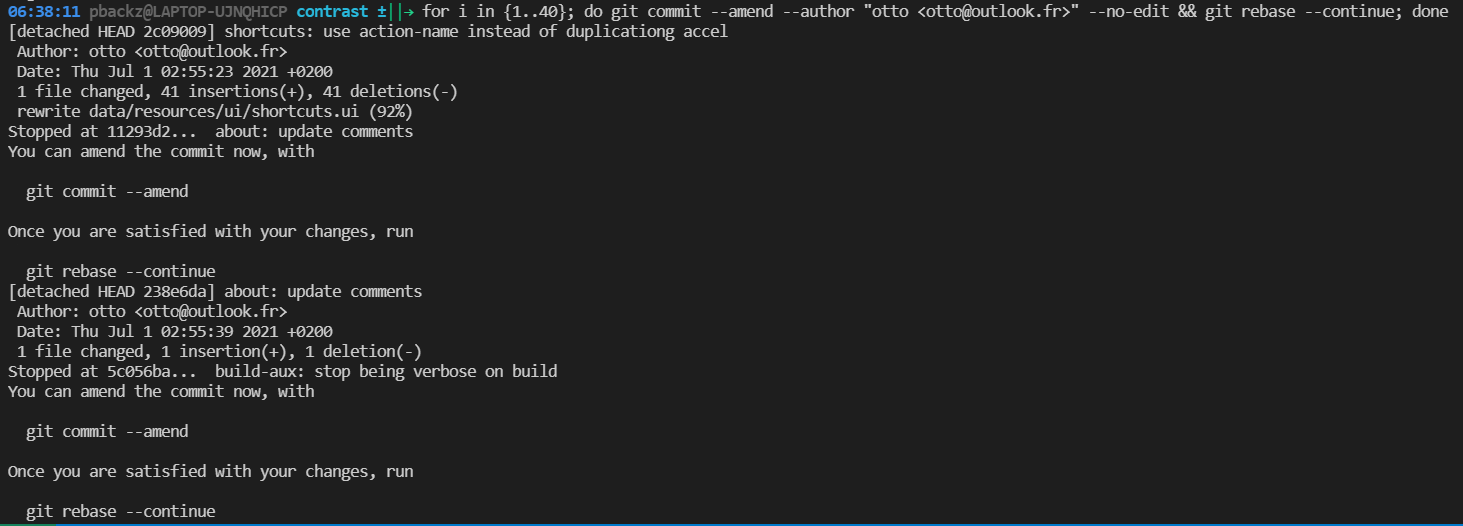 06:38:11 pbackz@LAPTOP-UJNQHICP contrast ±||→ for i in {1..40}; do git commit --amend --author "otto <otto@outlook.fr>" --no-edit && git rebase --continue; done
[detached HEAD 2c09009] shortcuts: use action-name instead of duplicationg accel
Author: otto <otto@outlook.fr>
Date: Thu Jul 1 02:55:23 2021 +0200
1 file changed, 41 insertions(+), 41 deletions(-)
rewrite data/resources/ui/shortcuts.ui (92%)
Stopped at 11293d2... about: update comments
You can amend the commit now, with
git commit --amend
Once you are satisfied with your changes, run
git rebase --continue
[detached HEAD 238e6da] about: update comments
Author: otto <otto@outlook.fr>
Date: Thu Jul 1 02:55:39 2021 +0200
1 file changed, 1 insertion(+), 1 deletion(-)
Stopped at 5c056ba... build-aux: stop being verbose on build
You can amend the commit now, with
git commit --amend
Once you are satisfied with your changes, run
git rebase --continue